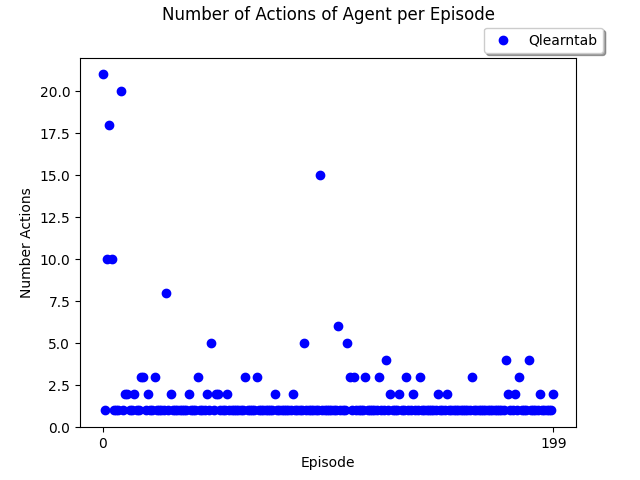 Number of Actions of Agent per Episode
Qlearntab
20.0
17.5
15.0
12.5
10.0
7.5
5.0
2.5
0.0
Number Actions
0
199
Episode